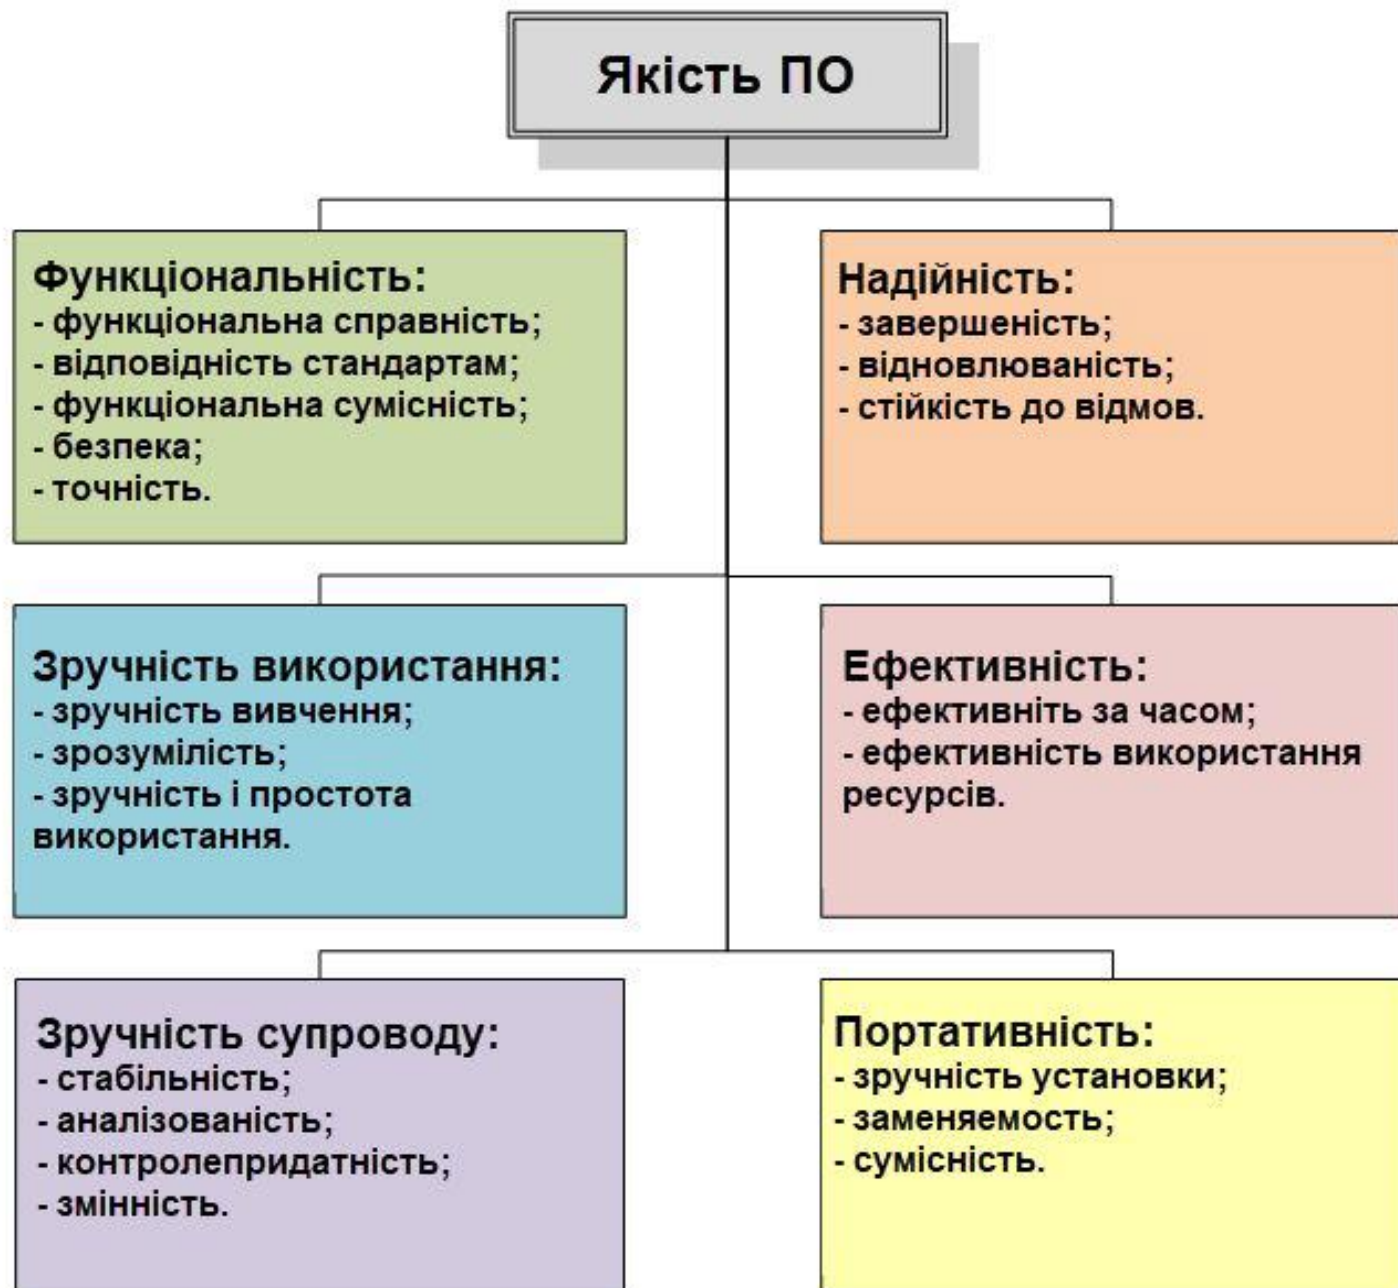 Якість ПО
Функціональність:
- функціональна справність;
- відповідність стандартам;
- функціональна сумісність;
- безпека;
- точність.
Надійність:
- завершеність;
- відновлюваність;
- стійкість до відмов.
Зручність використання:
- зручність вивчення;
- зрозумілість;
- зручність і простота
використання.
Ефективність:
- ефективніть за часом;
- ефективність використання
ресурсів.
Зручність супроводу:
- стабільність;
- аналізованість;
- контролепридатність;
- змінність.
Портативність:
- зручність установки;
- заменяемость;
- сумісність.